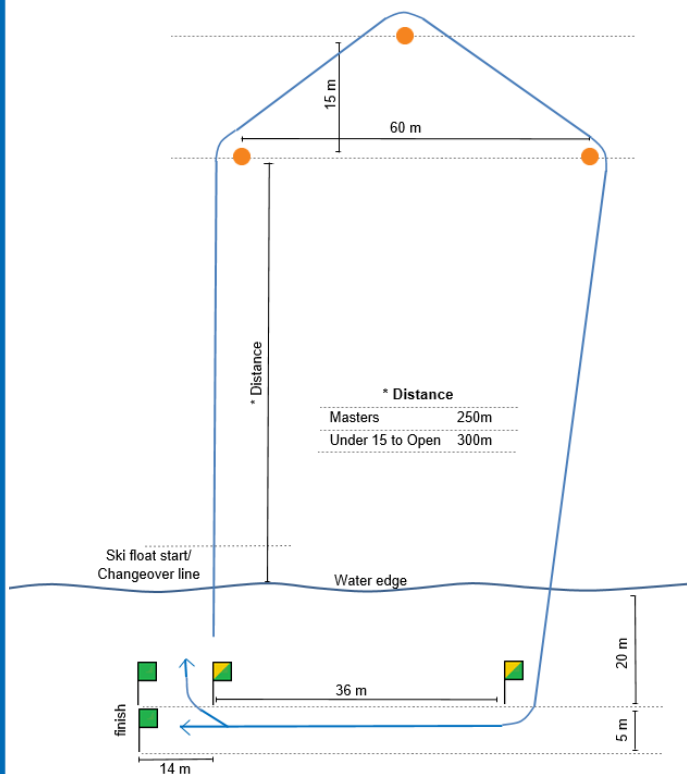 15 m
60 m
* Distance
* Distance
Masters 250m
Under 15 to Open 300m
Ski float start/
Changeover line
Water edge
20 m
36 m
finish
5 m
14 m